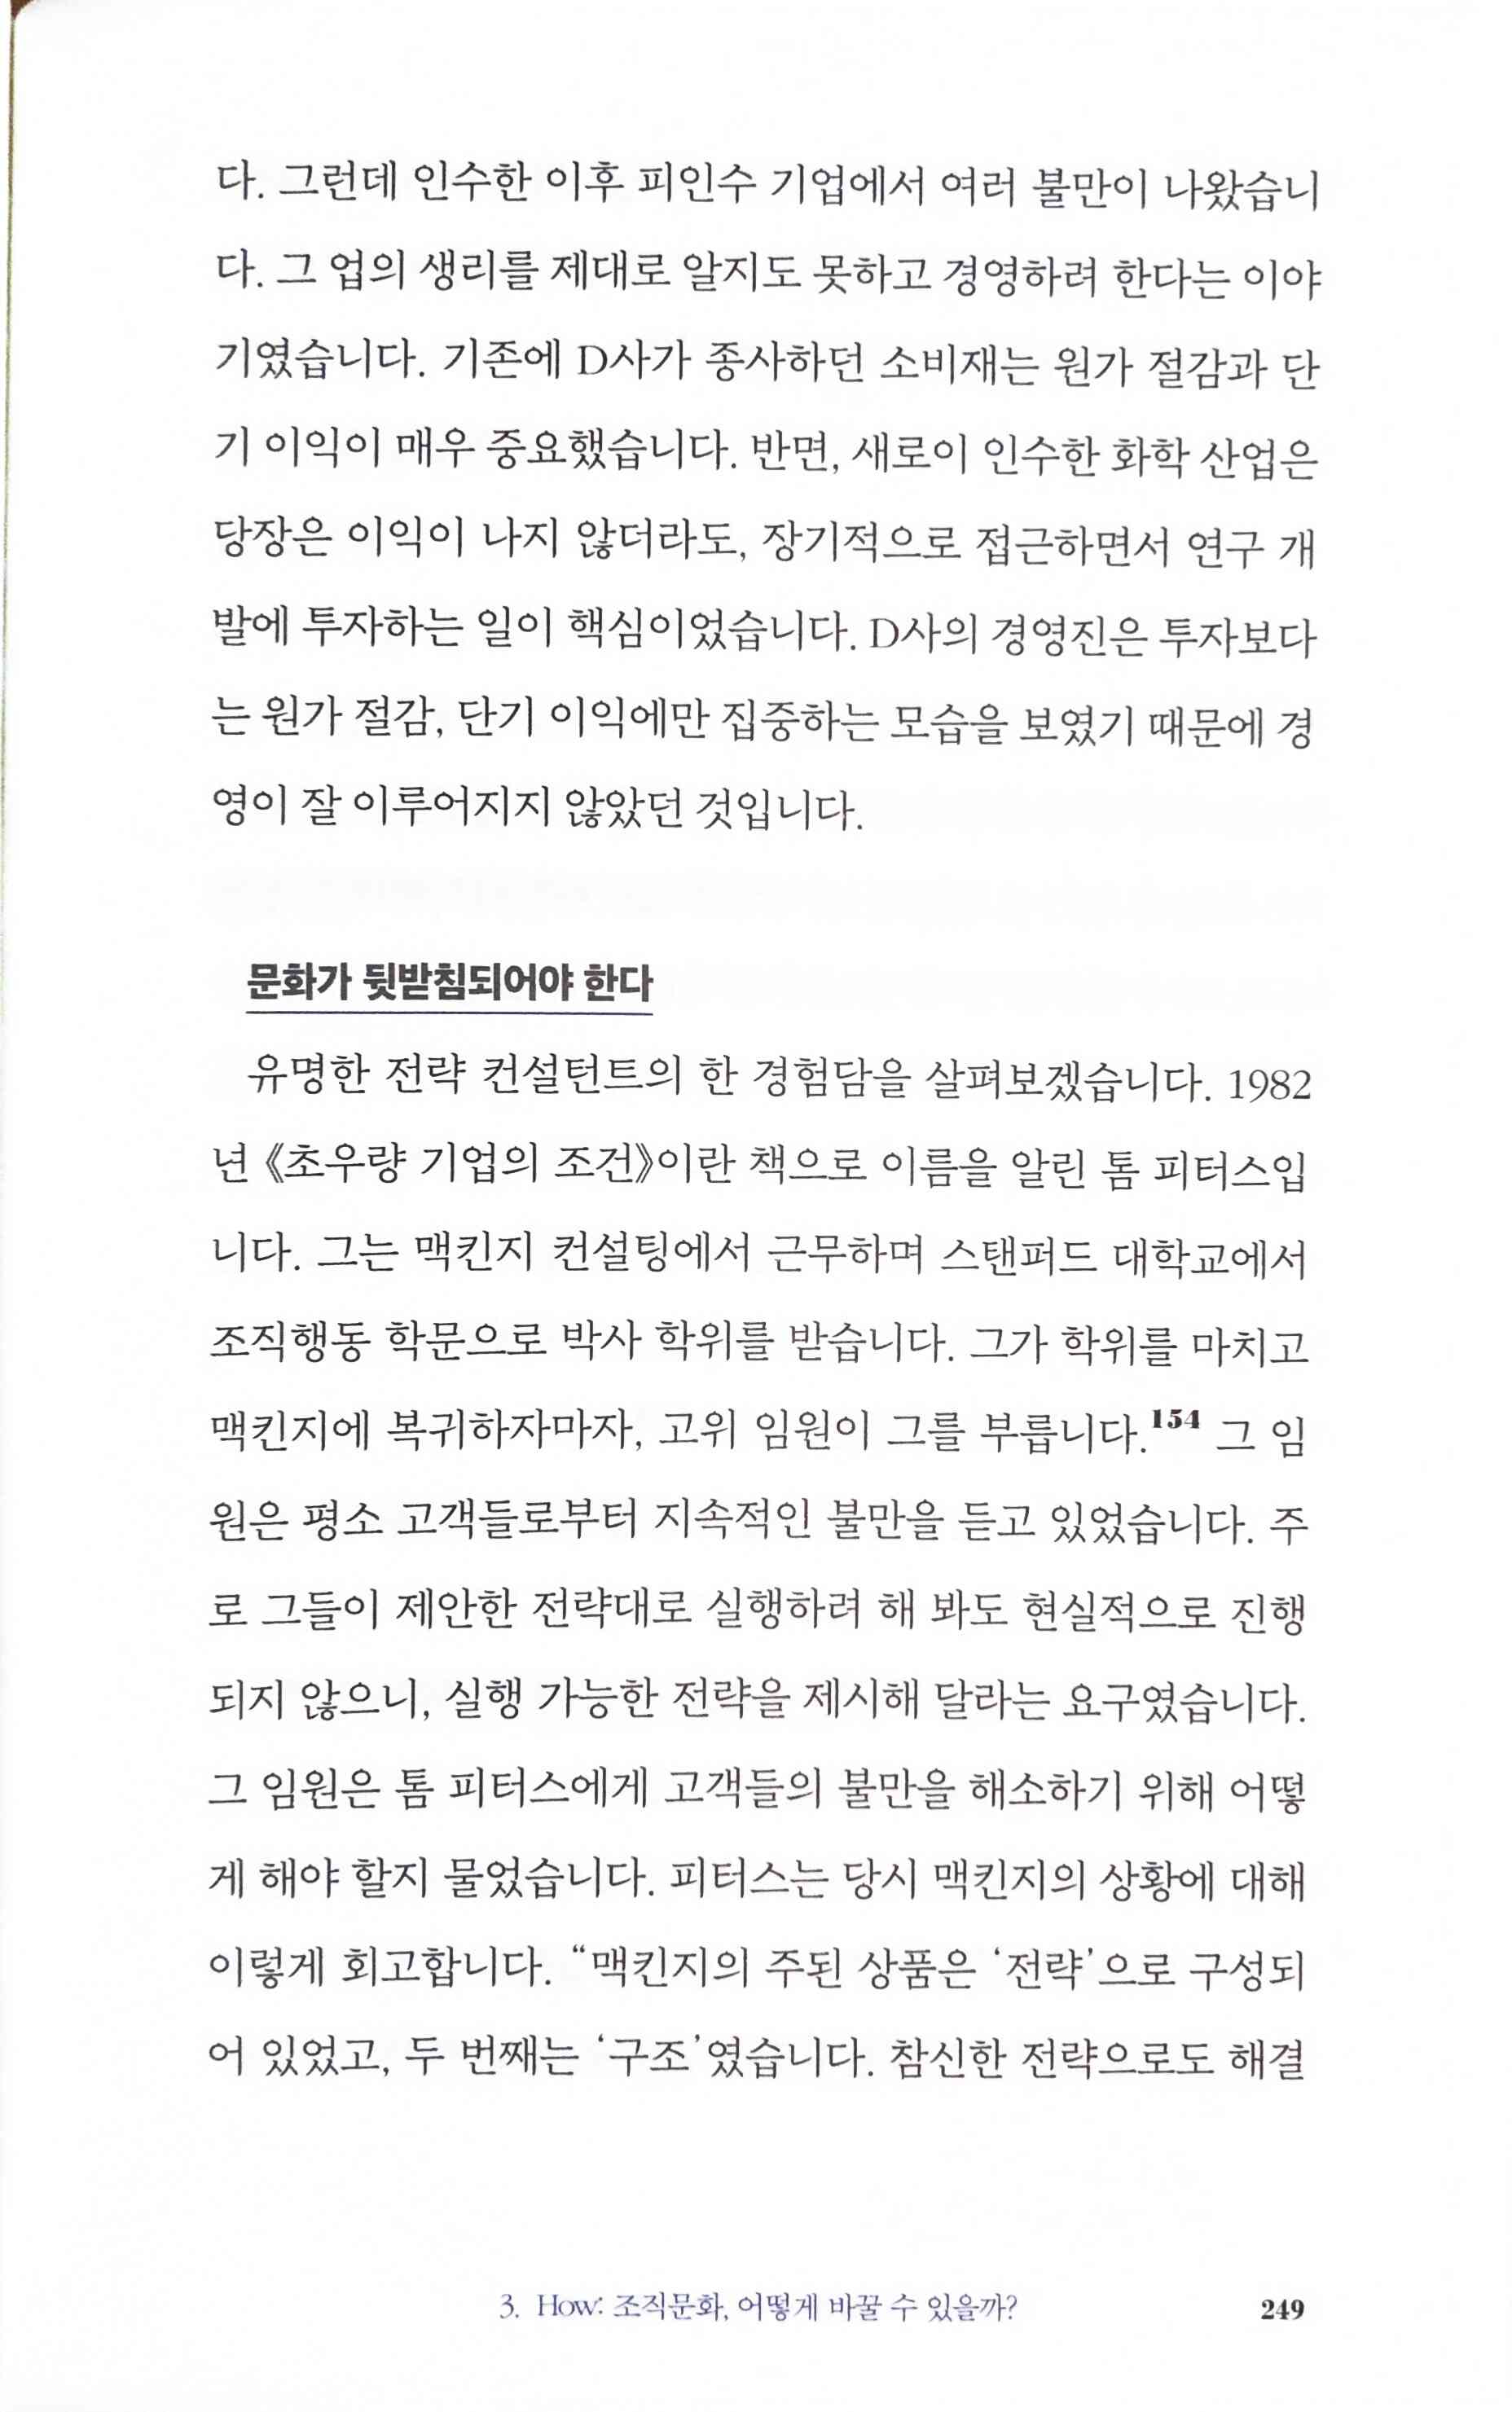 다. 그런데 인수한 이후 피인수 기업에서 여러 불만이 나왔습니
다. 그 업의 생리를 제대로 알지도 못하고 경영하려 한다는 이야
기였습니다. 기존에 D사가 종사하던 소비재는 원가 절감과 단
기 이익이 매우 중요했습니다. 반면, 새로이 인수한 화학 산업은
당장은 이익이 나지 않더라도, 장기적으로 접근하면서 연구 개
발에 투자하는 일이 핵심이었습니다. D사의 경영진은 투자보다
는 원가 절감, 단기 이익에만 집중하는 모습을 보였기 때문에 경
영이 잘 이루어지지 않았던 것입니다.
문화가 뒷받침되어야 한다
유명한 전략 컨설턴트의 한 경험담을 살펴보겠습니다. 1982
년 《초우량 기업의 조건》이란 책으로 이름을 알린 톰 피터스입
니다. 그는 맥킨지 컨설팅에서 근무하며 스탠퍼드 대학교에서
조직행동 학문으로 박사 학위를 받습니다. 그가 학위를 마치고
맥킨지에 복귀하자마자, 고위 임원이 그를 부릅니다.154 그 임
원은 평소 고객들로부터 지속적인 불만을 듣고 있었습니다. 주
로 그들이 제안한 전략대로 실행하려 해 봐도 현실적으로 진행
되지 않으니, 실행 가능한 전략을 제시해 달라는 요구였습니다.
그 임원은 톰 피터스에게 고객들의 불만을 해소하기 위해 어떻
게 해야 할지 물었습니다. 피터스는 당시 맥킨지의 상황에 대해
이렇게 회고합니다. “맥킨지의 주된 상품은 ‘전략’으로 구성되
어 있었고, 두 번째는 ‘구조’였습니다. 참신한 전략으로도 해결
3. How: 조직문화, 어떻게 바꿀 수 있을까? 249